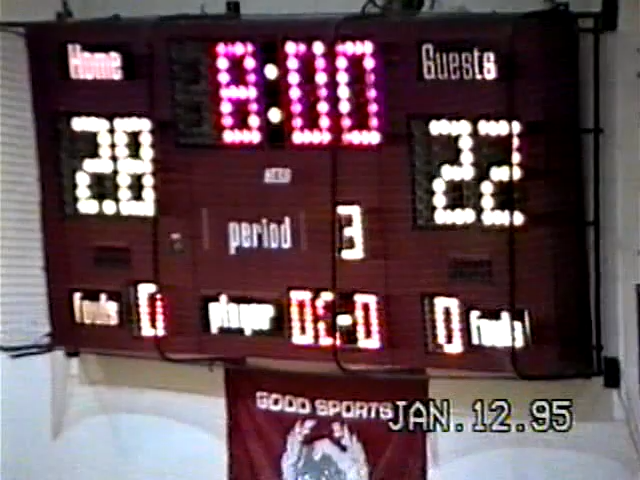 Home 8:00 Guests
28 22
period 3
fouls 0 player 00-0 0 fouls
GOOD SPORTS
JAN.12.95